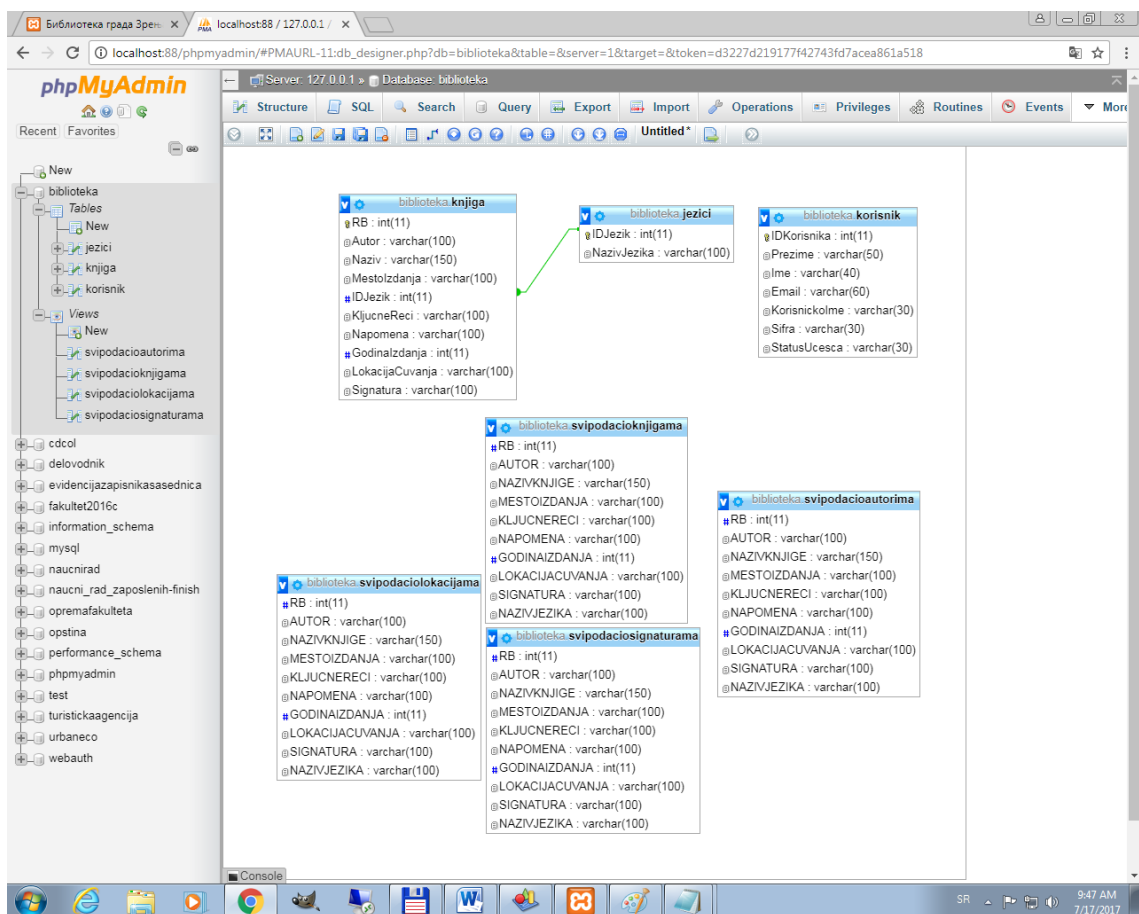 Библиотека града Зрењ
localhost:88 / 127.0.0.1 /
localhost:88/phpmyadmin/#PMAURL-11:db_designer.php?db=biblioteka&table=&server=1&target=&token=d3227d219177f42743fd7acea861a518
phpMyAdmin
Recent Favorites
New
biblioteka
Tables
New
jezici
knjiga
korisnik
Views
New
svipodacioautorima
svipodacioknjigama
svipodaciolokacijama
svipodaciosignaturama
cdcol
delovodnik
evidencijazapisnikasasednica
fakultet2016c
information_schema
mysql
naucnirad
naucni_rad_zaposlenih-finish
opremafakulteta
opstina
performance_schema
phpmyadmin
test
turistickaagencija
urbaneco
webauth
Server: 127.0.0.1 » Database: biblioteka
Structure SQL Search Query Export Import Operations Privileges Routines Events More
Untitled *
biblioteka.knjiga
RB : int(11)
Autor : varchar(100)
Naziv : varchar(150)
MestoIzdanja : varchar(100)
IDJezik : int(11)
KljucneReci : varchar(100)
Napomena : varchar(100)
GodinaIzdanja : int(11)
LokacijaCuvanja : varchar(100)
Signatura : varchar(100)
biblioteka.jezici
IDJezik : int(11)
NazivJezika : varchar(100)
biblioteka.korisnik
IDKorisnika : int(11)
Prezime : varchar(50)
Ime : varchar(40)
Email : varchar(60)
KorisnickoIme : varchar(30)
Sifra : varchar(30)
StatusUcesca : varchar(30)
biblioteka.svipodacioknjigama
RB : int(11)
AUTOR : varchar(100)
NAZIVKNJIGE : varchar(150)
MESTOIZDANJA : varchar(100)
KLJUCNERECI : varchar(100)
NAPOMENA : varchar(100)
GODINAIZDANJA : int(11)
LOKACIJACUVANJA : varchar(100)
SIGNATURA : varchar(100)
NAZIVJEZIKA : varchar(100)
biblioteka.svipodacioautorima
RB : int(11)
AUTOR : varchar(100)
NAZIVKNJIGE : varchar(150)
MESTOIZDANJA : varchar(100)
KLJUCNERECI : varchar(100)
NAPOMENA : varchar(100)
GODINAIZDANJA : int(11)
LOKACIJACUVANJA : varchar(100)
SIGNATURA : varchar(100)
NAZIVJEZIKA : varchar(100)
biblioteka.svipodaciolokacijama
RB : int(11)
AUTOR : varchar(100)
NAZIVKNJIGE : varchar(150)
MESTOIZDANJA : varchar(100)
KLJUCNERECI : varchar(100)
NAPOMENA : varchar(100)
GODINAIZDANJA : int(11)
LOKACIJACUVANJA : varchar(100)
SIGNATURA : varchar(100)
NAZIVJEZIKA : varchar(100)
biblioteka.svipodaciosignaturama
RB : int(11)
AUTOR : varchar(100)
NAZIVKNJIGE : varchar(150)
MESTOIZDANJA : varchar(100)
KLJUCNERECI : varchar(100)
NAPOMENA : varchar(100)
GODINAIZDANJA : int(11)
LOKACIJACUVANJA : varchar(100)
SIGNATURA : varchar(100)
NAZIVJEZIKA : varchar(100)
Console
SR
9:47 AM
7/17/2017